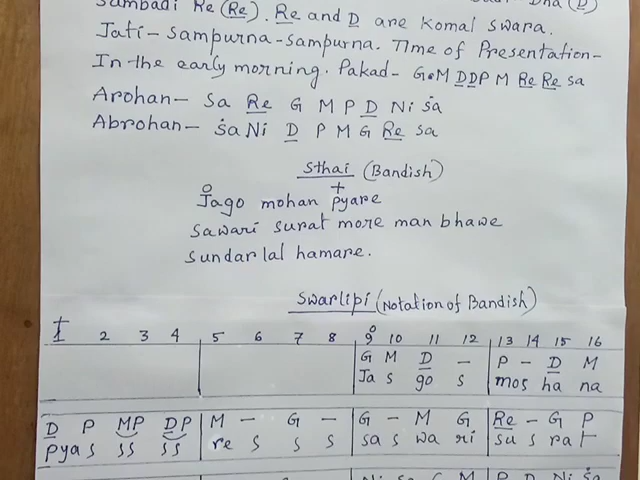 Sambadi Re (Re). Re and D are Komal swara.
Jati - Sampurna - Sampurna. Time of Presentation -
In the early morning. Pakad - G M D D P M Re Re Sa
Arohan - Sa Re G M P D Ni Ṡa
Abrohan - Ṡa Ni D P M G Re Sa
Sthai (Bandish)
o +
Jago mohan pyare
Sawari surat more man bhawe
Sundar lal hamare.
Swarlipi (Notation of Bandish)
+ o
1 2 3 4 5 6 7 8 9 10 11 12 13 14 15 16
G M D - P - D M
Ja s go s mo s ha na
D P MP DP M - G - G - M G Re - G P
pya s ss ss re s s s sa s wa ri su s rat